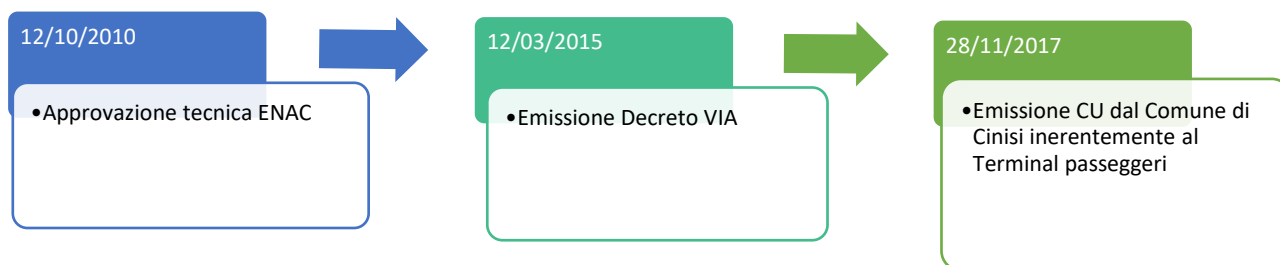 12/10/2010
•Approvazione tecnica ENAC
12/03/2015
•Emissione Decreto VIA
28/11/2017
•Emissione CU dal Comune di
Cinisi inerentemente al
Terminal passeggeri